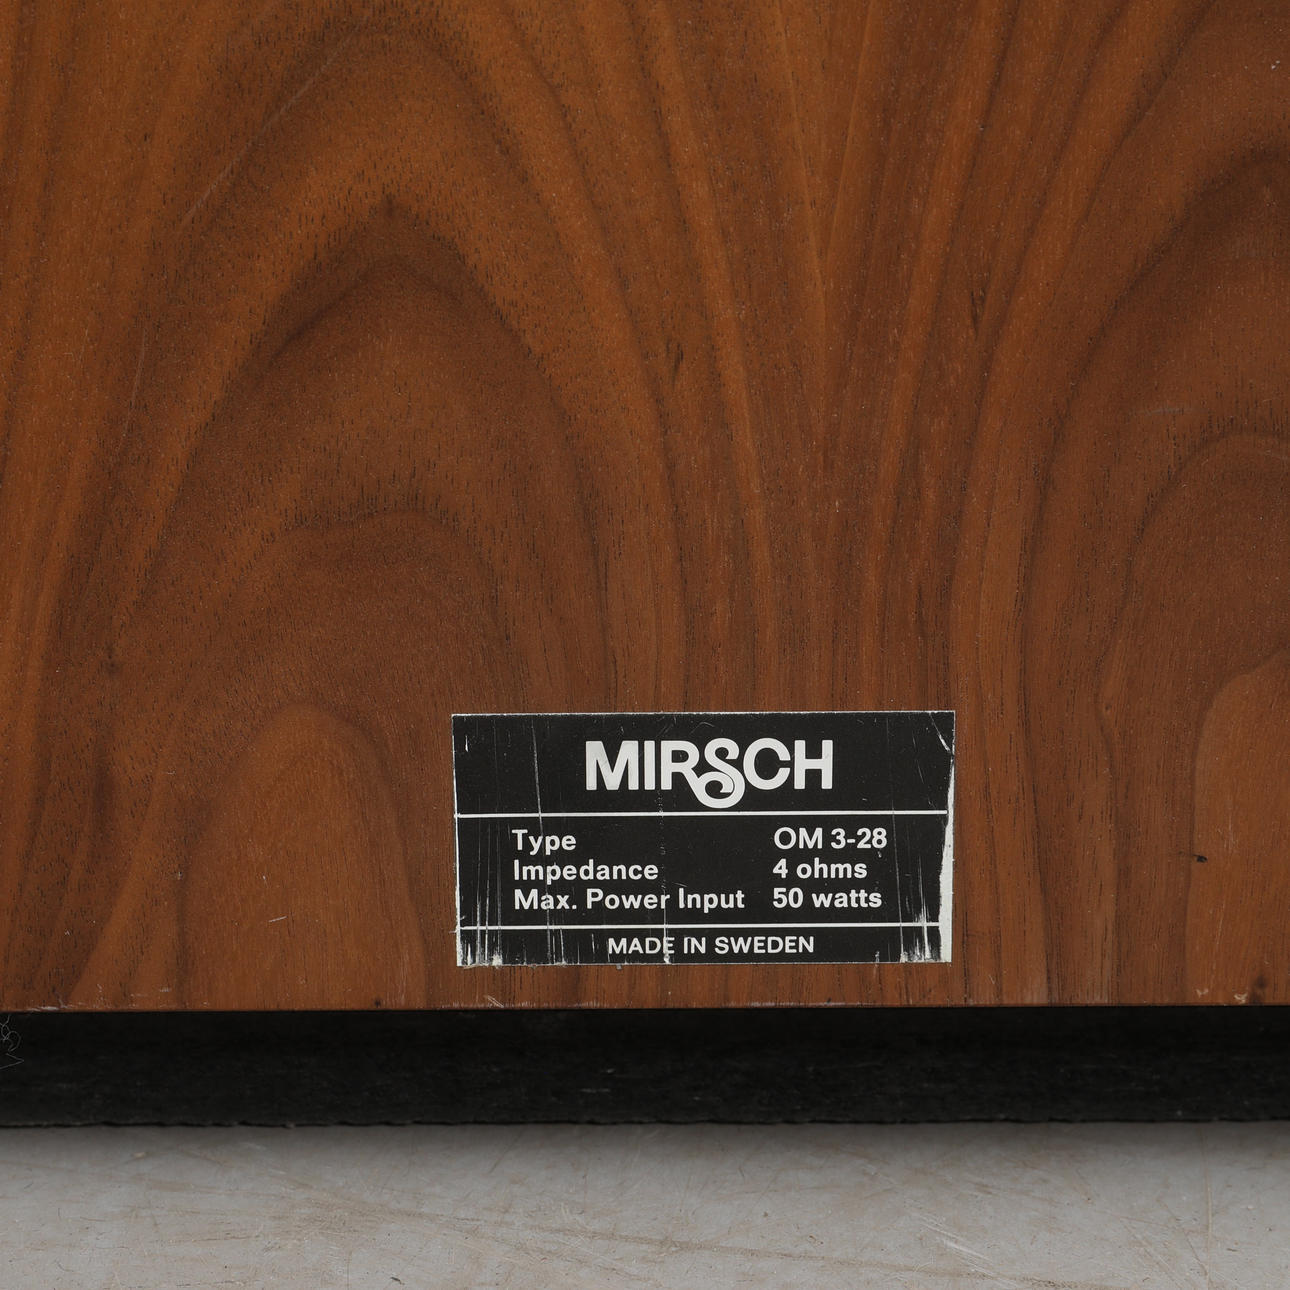 MIRSCH
Type OM 3-28
Impedance 4 ohms
Max. Power Input 50 watts
MADE IN SWEDEN